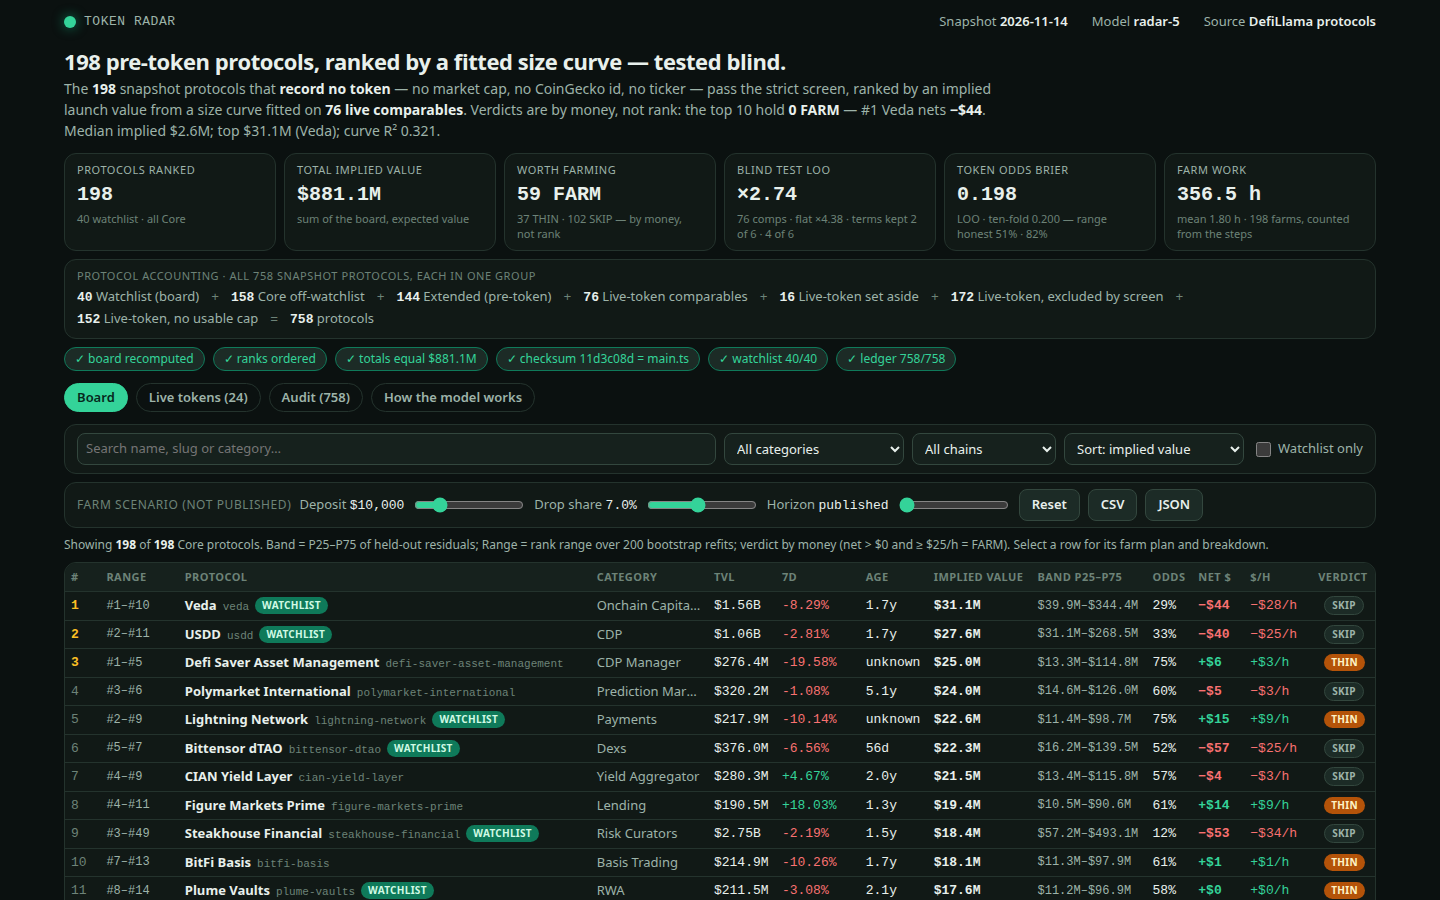 TOKEN RADAR
Snapshot 2026-11-14 Model radar-5 Source DefiLlama protocols
198 pre-token protocols, ranked by a fitted size curve — tested blind.
The 198 snapshot protocols that record no token — no market cap, no CoinGecko id, no ticker — pass the strict screen, ranked by an implied
launch value from a size curve fitted on 76 live comparables. Verdicts are by money, not rank: the top 10 hold 0 FARM — #1 Veda nets −$44.
Median implied $2.6M; top $31.1M (Veda); curve R² 0.321.
PROTOCOLS RANKED
198
40 watchlist · all Core
TOTAL IMPLIED VALUE
$881.1M
sum of the board, expected value
WORTH FARMING
59 FARM
37 THIN · 102 SKIP — by money,
not rank
BLIND TEST LOO
×2.74
76 comps · flat ×4.38 · terms kept 2
of 6 · 4 of 6
TOKEN ODDS BRIER
0.198
LOO · ten-fold 0.200 — range
honest 51% · 82%
FARM WORK
356.5 h
mean 1.80 h · 198 farms, counted
from the steps
PROTOCOL ACCOUNTING · ALL 758 SNAPSHOT PROTOCOLS, EACH IN ONE GROUP
40 Watchlist (board) + 158 Core off-watchlist + 144 Extended (pre-token) + 76 Live-token comparables + 16 Live-token set aside + 172 Live-token, excluded by screen +
152 Live-token, no usable cap = 758 protocols
✓ board recomputed ✓ ranks ordered ✓ totals equal $881.1M ✓ checksum 11d3c08d = main.ts ✓ watchlist 40/40 ✓ ledger 758/758
Board Live tokens (24) Audit (758) How the model works
Search name, slug or category... All categories All chains Sort: implied value Watchlist only
FARM SCENARIO (NOT PUBLISHED) Deposit $10,000 Drop share 7.0% Horizon published Reset CSV JSON
Showing 198 of 198 Core protocols. Band = P25–P75 of held-out residuals; Range = rank range over 200 bootstrap refits; verdict by money (net > $0 and ≥ $25/h = FARM). Select a row for its farm plan and breakdown.
# RANGE PROTOCOL CATEGORY TVL 7D AGE IMPLIED VALUE BAND P25–P75 ODDS NET $ $/H VERDICT
1 #1–#10 Veda veda WATCHLIST Onchain Capita... $1.56B -8.29% 1.7y $31.1M $39.9M–$344.4M 29% −$44 −$28/h SKIP
2 #2–#11 USDD usdd WATCHLIST CDP $1.06B -2.81% 1.7y $27.6M $31.1M–$268.5M 33% −$40 −$25/h SKIP
3 #1–#5 Defi Saver Asset Management defi-saver-asset-management CDP Manager $276.4M -19.58% unknown $25.0M $13.3M–$114.8M 75% +$6 +$3/h THIN
4 #3–#6 Polymarket International polymarket-international Prediction Mar... $320.2M -1.08% 5.1y $24.0M $14.6M–$126.0M 60% −$5 −$3/h SKIP
5 #2–#9 Lightning Network lightning-network WATCHLIST Payments $217.9M -10.14% unknown $22.6M $11.4M–$98.7M 75% +$15 +$9/h THIN
6 #5–#7 Bittensor dTAO bittensor-dtao WATCHLIST Dexs $376.0M -6.56% 56d $22.3M $16.2M–$139.5M 52% −$57 −$25/h SKIP
7 #4–#9 CIAN Yield Layer cian-yield-layer Yield Aggregator $280.3M +4.67% 2.0y $21.5M $13.4M–$115.8M 57% −$4 −$3/h SKIP
8 #4–#11 Figure Markets Prime figure-markets-prime Lending $190.5M +18.03% 1.3y $19.4M $10.5M–$90.6M 61% +$14 +$9/h THIN
9 #3–#49 Steakhouse Financial steakhouse-financial WATCHLIST Risk Curators $2.75B -2.19% 1.5y $18.4M $57.2M–$493.1M 12% −$53 −$34/h SKIP
10 #7–#13 BitFi Basis bitfi-basis Basis Trading $214.9M -10.26% 1.7y $18.1M $11.3M–$97.9M 61% +$1 +$1/h THIN
11 #8–#14 Plume Vaults plume-vaults WATCHLIST RWA $211.5M -3.08% 2.1y $17.6M $11.2M–$96.9M 58% +$0 +$0/h THIN